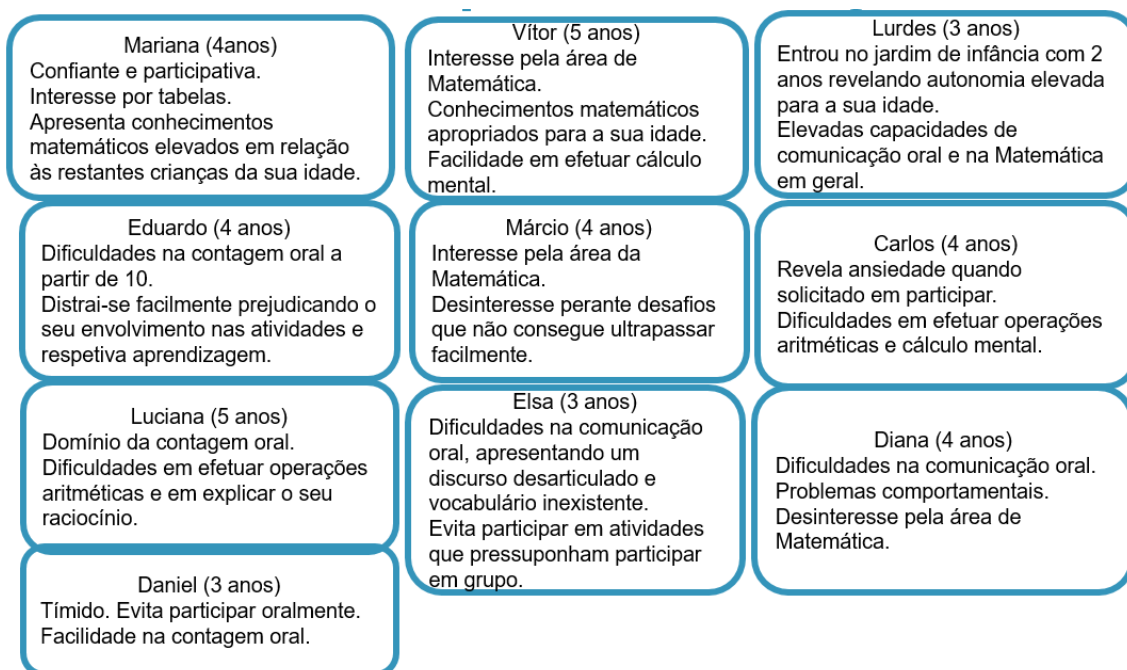 Mariana (4anos)
Confiante e participativa.
Interesse por tabelas.
Apresenta conhecimentos
matemáticos elevados em relação
às restantes crianças da sua idade.
Vítor (5 anos)
Interesse pela área de
Matemática.
Conhecimentos matemáticos
apropriados para a sua idade.
Facilidade em efetuar cálculo
mental.
Lurdes (3 anos)
Entrou no jardim de infância com 2
anos revelando autonomia elevada
para a sua idade.
Elevadas capacidades de
comunicação oral e na Matemática
em geral.
Eduardo (4 anos)
Dificuldades na contagem oral a
partir de 10.
Distrai-se facilmente prejudicando o
seu envolvimento nas atividades e
respetiva aprendizagem.
Márcio (4 anos)
Interesse pela área da
Matemática.
Desinteresse perante desafios
que não consegue ultrapassar
facilmente.
Carlos (4 anos)
Revela ansiedade quando
solicitado em participar.
Dificuldades em efetuar operações
aritméticas e cálculo mental.
Luciana (5 anos)
Domínio da contagem oral.
Dificuldades em efetuar operações
aritméticas e em explicar o seu
raciocínio.
Elsa (3 anos)
Dificuldades na comunicação
oral, apresentando um
discurso desarticulado e
vocabulário inexistente.
Evita participar em atividades
que pressuponham participar
em grupo.
Diana (4 anos)
Dificuldades na comunicação oral.
Problemas comportamentais.
Desinteresse pela área de
Matemática.
Daniel (3 anos)
Tímido. Evita participar oralmente.
Facilidade na contagem oral.